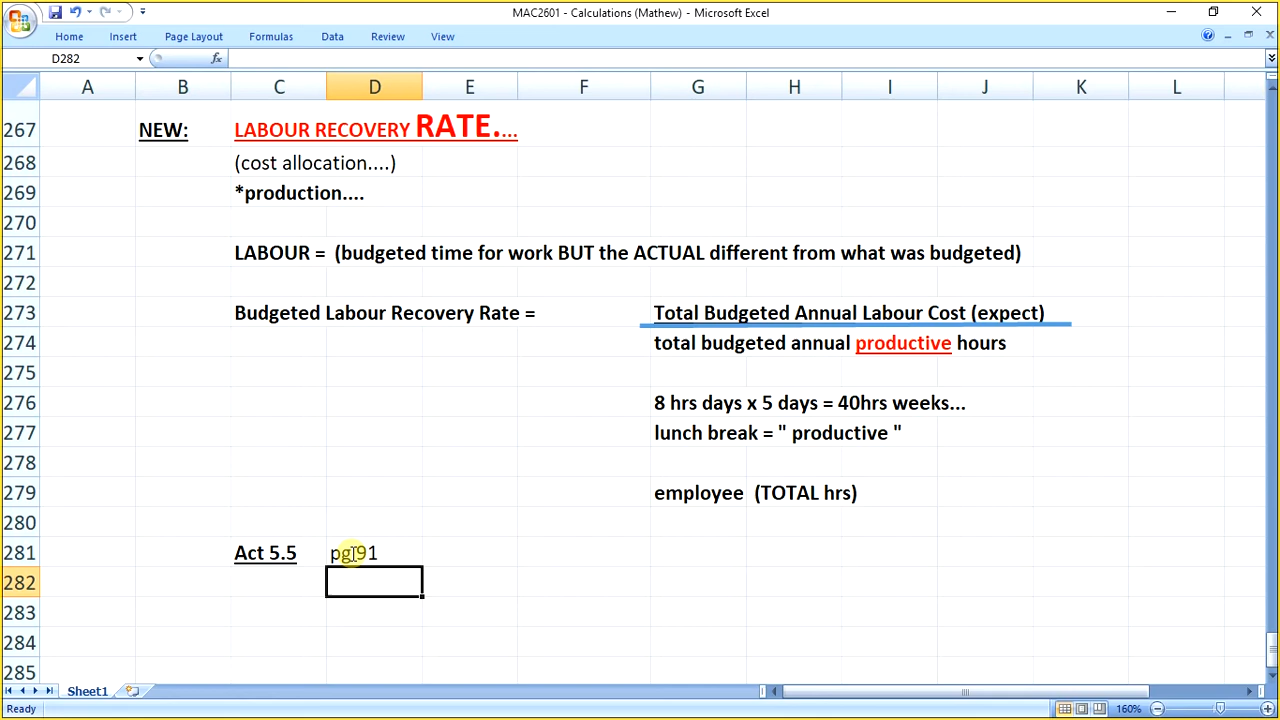 MAC2601 - Calculations (Mathew) - Microsoft Excel
Home Insert Page Layout Formulas Data Review View
D282 fx
A B C D E F G H I J K L
267 NEW: LABOUR RECOVERY RATE....
268 (cost allocation....)
269 *production....
270
271 LABOUR = (budgeted time for work BUT the ACTUAL different from what was budgeted)
272
273 Budgeted Labour Recovery Rate = Total Budgeted Annual Labour Cost (expect)
274 total budgeted annual productive hours
275
276 8 hrs days x 5 days = 40hrs weeks...
277 lunch break = " productive "
278
279 employee (TOTAL hrs)
280
281 Act 5.5 pg 91
282
283
284
285
Sheet1
Ready 160%